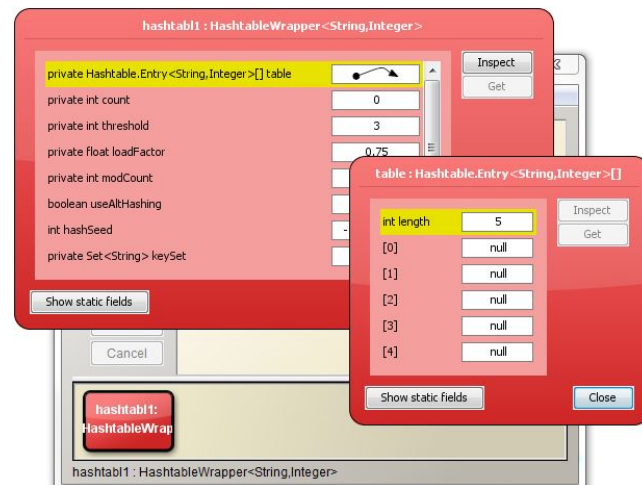 hashtabl1 : HashtableWrapper<String,Integer>
private Hashtable.Entry<String,Integer>[] table
private int count 0
private int threshold 3
private float loadFactor 0.75
private int modCount
boolean useAltHashing
int hashSeed -
private Set<String> keySet
Inspect
Get
Show static fields
table : Hashtable.Entry<String,Integer>[]
int length 5
[0] null
[1] null
[2] null
[3] null
[4] null
Inspect
Get
Show static fields
Close
Cancel
hashtabl1:
HashtableWrap
hashtabl1 : HashtableWrapper<String,Integer>